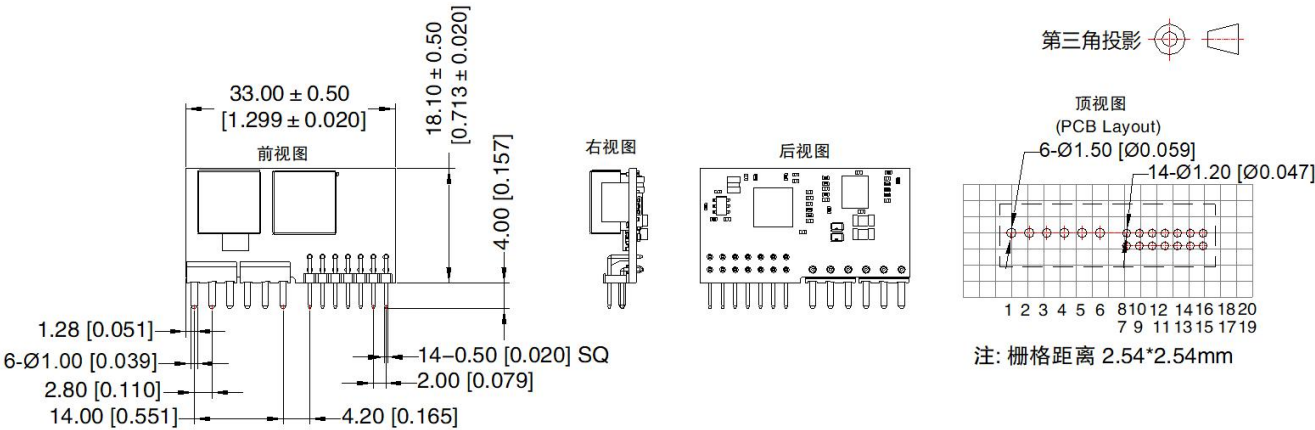 33.00 ± 0.50
[1.299 ± 0.020]
18.10 ± 0.50
[0.713 ± 0.020]
4.00 [0.157]
前视图
右视图
后视图
第三角投影
顶视图
(PCB Layout)
6-Ø1.50 [Ø0.059]
14-Ø1.20 [Ø0.047]
1 2 3 4 5 6 8 10 12 14 16 18 20
7 9 11 13 15 17 19
注: 栅格距离 2.54*2.54mm
1.28 [0.051]
6-Ø1.00 [0.039]
2.80 [0.110]
14.00 [0.551]
14-0.50 [0.020] SQ
2.00 [0.079]
4.20 [0.165]